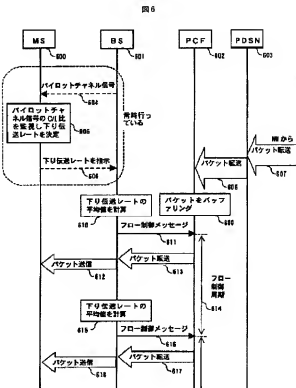 図6
MS
BS
PCF
PDSN
600
601
602
603
パイロットチャネル信号
604
パイロットチャ
ネル信号のC/I比
を監視し下り伝
送レートを決定
605
常時行っ
ている
下り伝送レートを指示
606
NWから
パケット転送
607
パケット転送
608
下り伝送レートの
平均値を計算
610
パケットをバッフ
ァリング
609
フロー制御メッセージ
611
パケット送信
612
パケット転送
613
フロー
制御
周期
614
下り伝送レートの
平均値を計算
615
フロー制御メッセージ
616
パケット転送
617
パケット送信
618